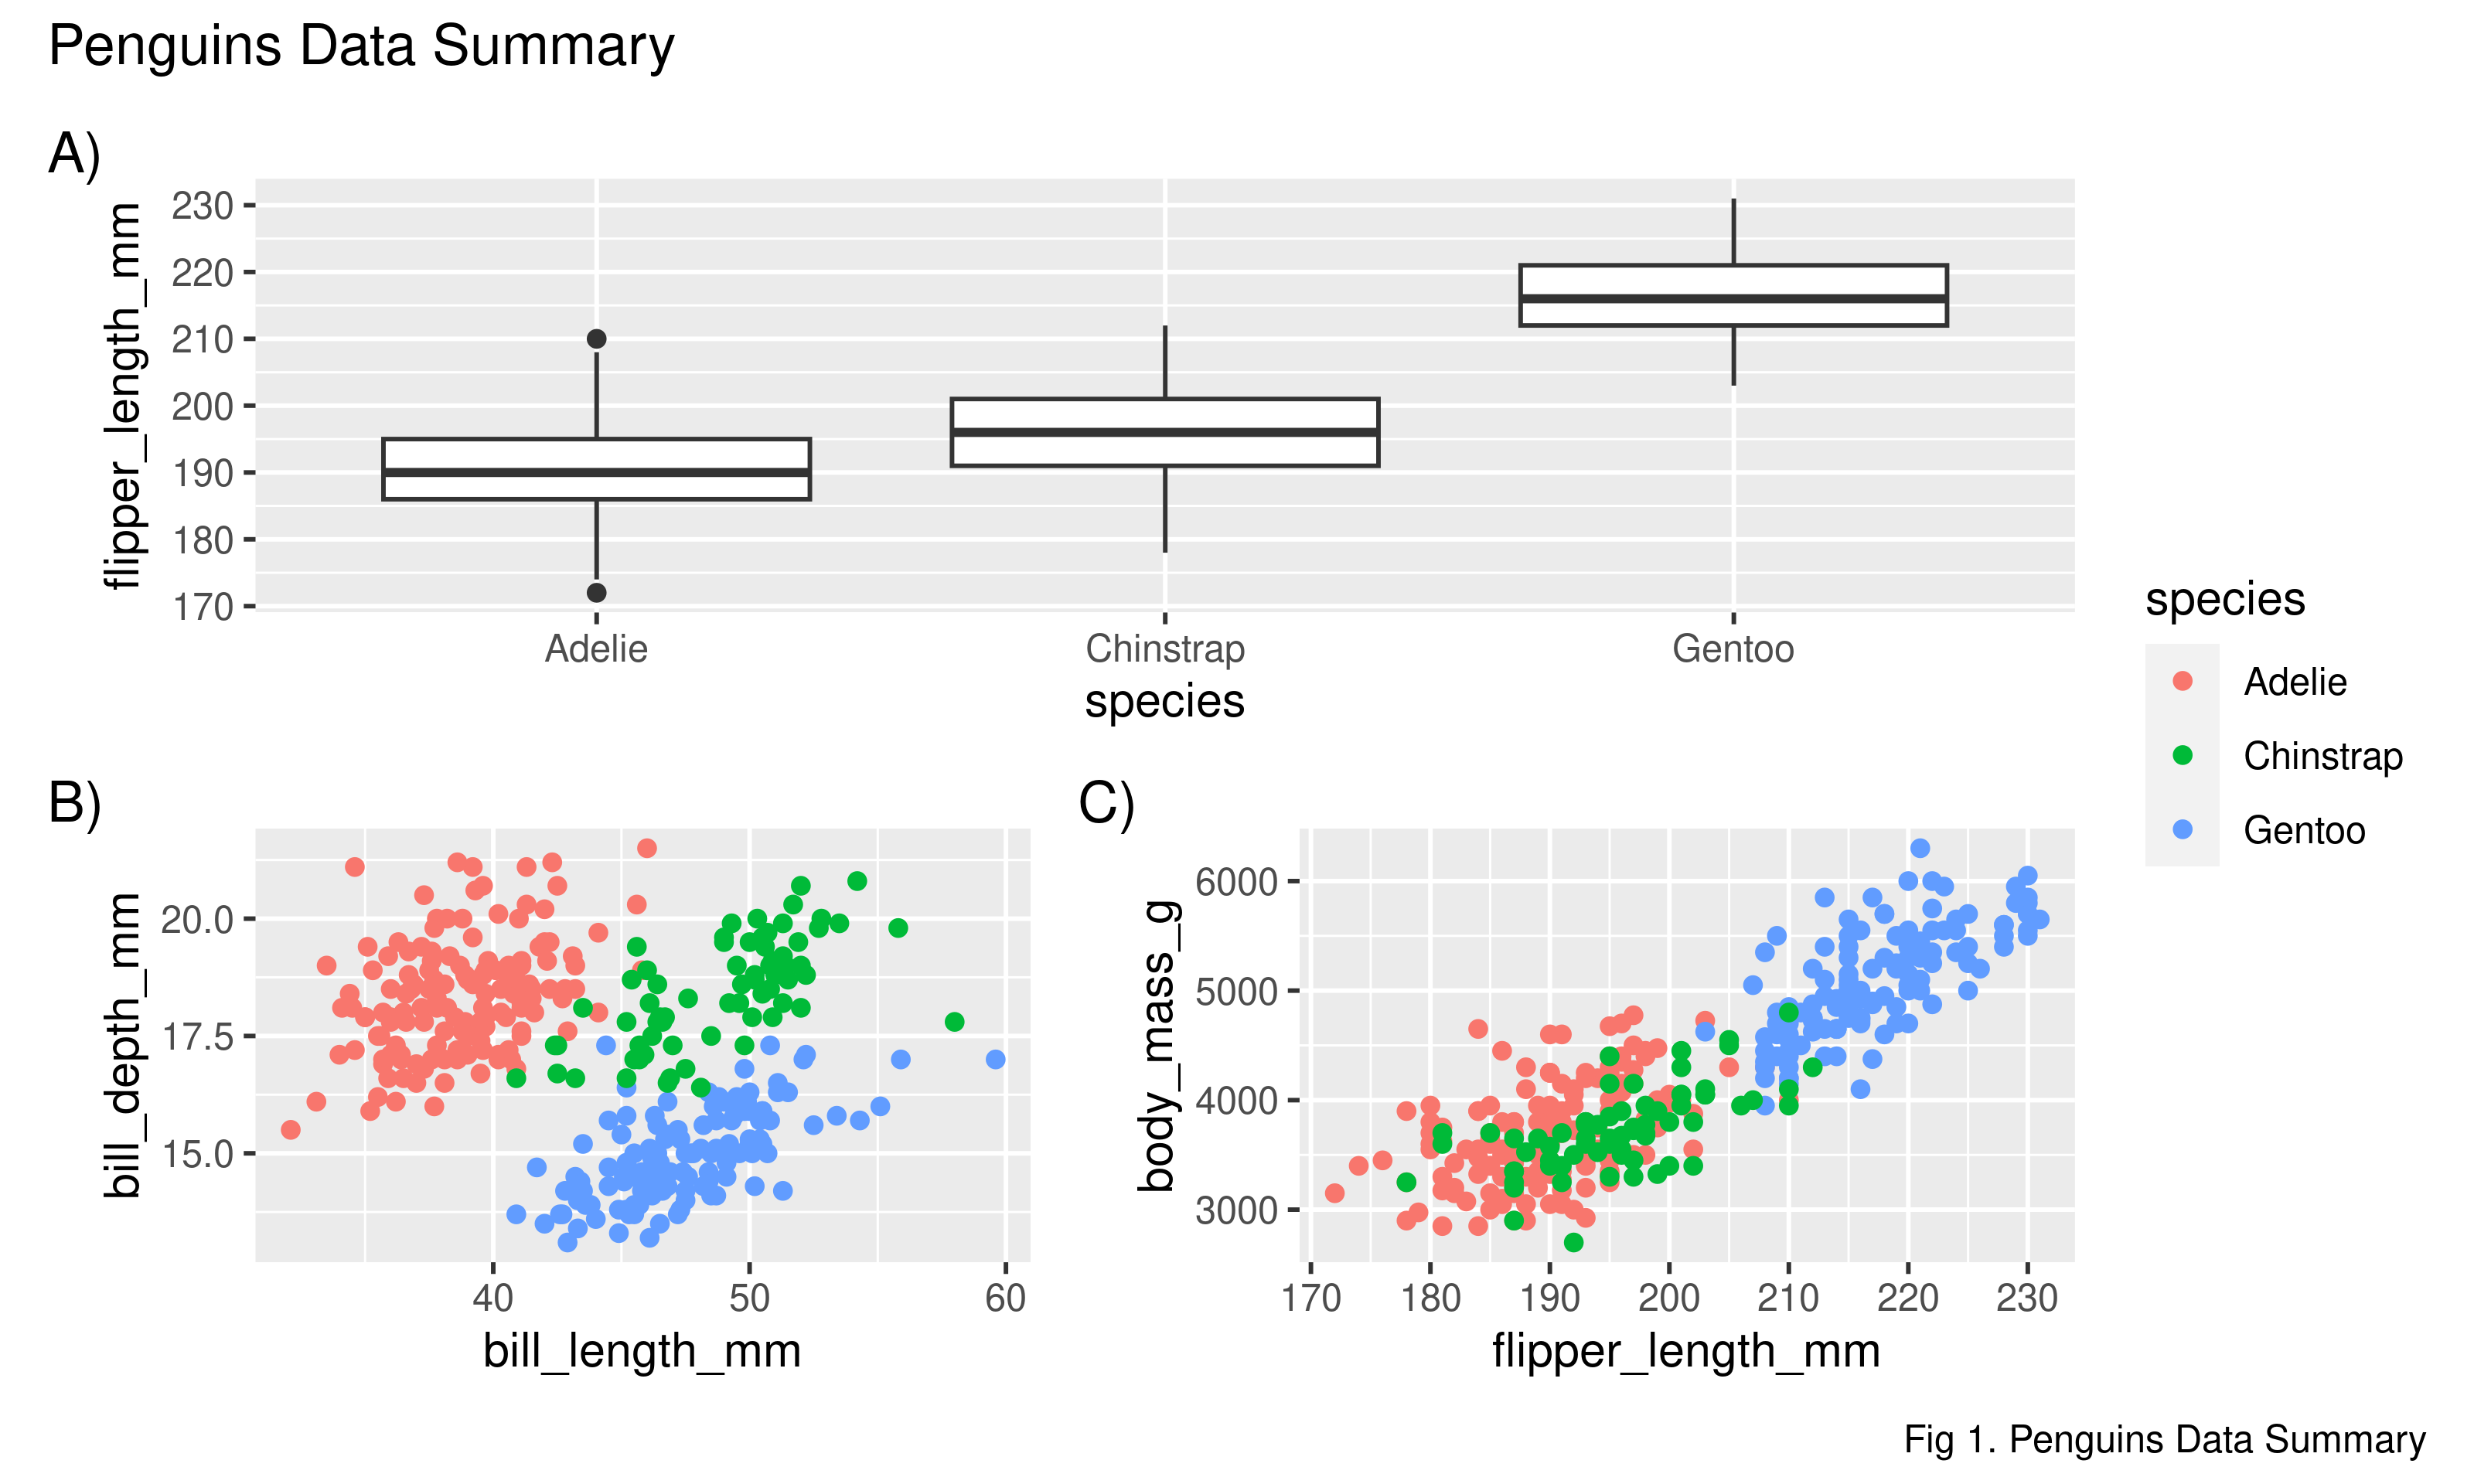 Penguins Data Summary
A)
flipper_length_mm
230
220
210
200
190
180
170
Adelie Chinstrap Gentoo
species
B)
bill_depth_mm
20.0
17.5
15.0
40 50 60
bill_length_mm
C)
body_mass_g
6000
5000
4000
3000
170 180 190 200 210 220 230
flipper_length_mm
species
Adelie
Chinstrap
Gentoo
Fig 1. Penguins Data Summary